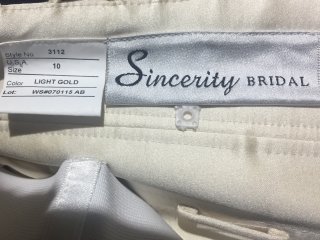 Style No. 3112
U.S.A. Size 10
Color LIGHT GOLD
Lot: WS#070115 AB
Sincerity BRIDAL